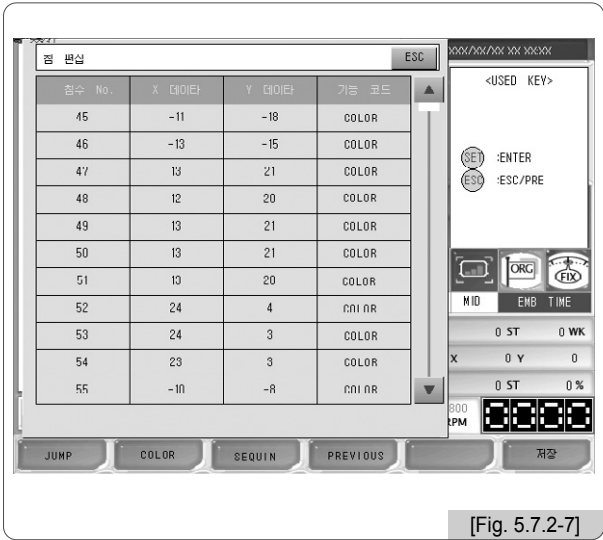 XXX/XX/XX XX XX:XX
점 편십
ESC
침수 No. X 데이타 Y 데이타 기능 코드
45 -11 -18 COLOR
46 -13 -15 COLOR
47 13 21 COLOR
48 12 20 COLOR
49 13 21 COLOR
50 13 21 COLOR
51 13 20 COLOR
52 24 4 COLOR
53 24 3 COLOR
54 23 3 COLOR
55 -10 -8 COLOR
<USED KEY>
SET :ENTER
ESC :ESC/PRE
ORG FIX
MID EMB TIME
0 ST 0 WK
X 0 Y 0
0 ST 0 %
800
RPM 0000
JUMP COLOR SEQUIN PREVIOUS 저장
[Fig. 5.7.2-7]